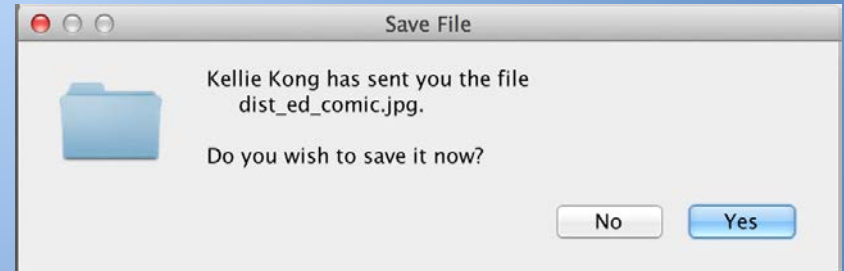 Save File
Kellie Kong has sent you the file
dist_ed_comic.jpg.
Do you wish to save it now?
No
Yes